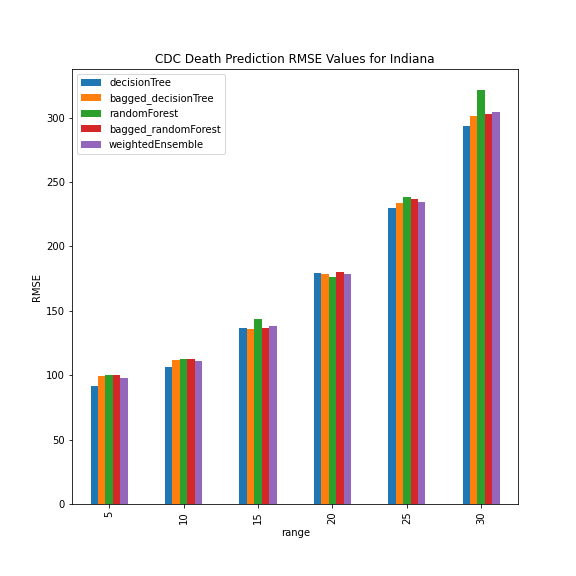 CDC Death Prediction RMSE Values for Indiana
decisionTree
bagged_decisionTree
randomForest
bagged_randomForest
weightedEnsemble
RMSE
300
250
200
150
100
50
0
5
10
15
20
25
30
range